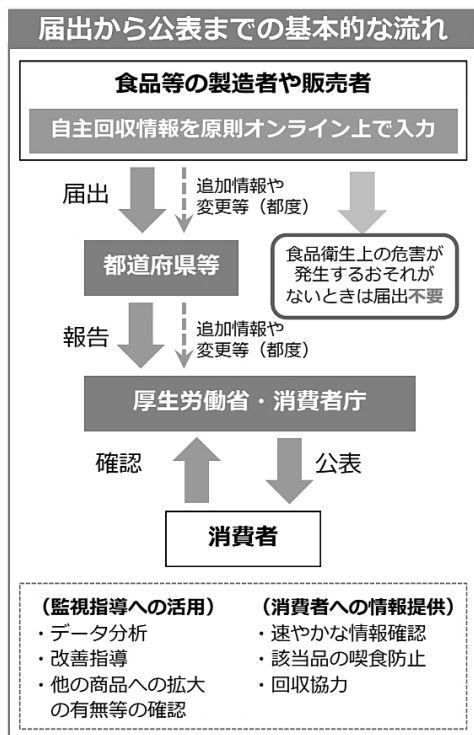 届出から公表までの基本的な流れ
食品等の製造者や販売者
自主回収情報を原則オンライン上で入力
届出
追加情報や
変更等（都度）
食品衛生上の危害が
発生するおそれが
ないときは届出不要
都道府県等
報告
追加情報や
変更等（都度）
厚生労働省・消費者庁
確認
公表
消費者
（監視指導への活用）
・データ分析
・改善指導
・他の商品への拡大
の有無等の確認
（消費者への情報提供）
・速やかな情報確認
・該当品の喫食防止
・回収協力